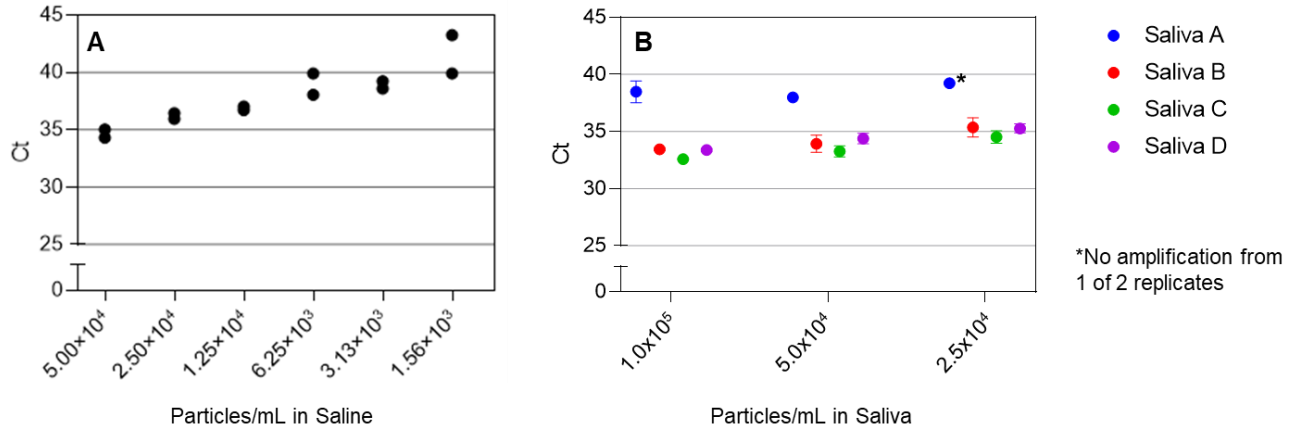 A
Ct
45
40
35
30
25
0
5.00×10⁴
2.50×10⁴
1.25×10⁴
6.25×10³
3.13×10³
1.56×10³
Particles/mL in Saline
B
Ct
45
40
35
30
25
0
*
1.0x10⁵
5.0x10⁴
2.5x10⁴
Particles/mL in Saliva
Saliva A
Saliva B
Saliva C
Saliva D
*No amplification from
1 of 2 replicates